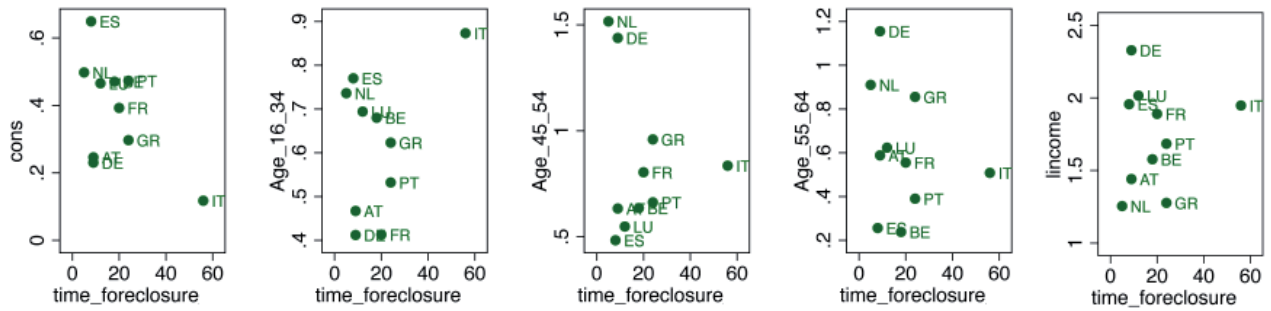 cons
0
.2
.4
.6
ES
NL
LU
BE
PT
FR
GR
AT
DE
IT
0 20 40 60
time_foreclosure
Age_16_34
.4
.5
.6
.7
.8
.9
IT
ES
NL
LU
BE
GR
PT
AT
DE
FR
0 20 40 60
time_foreclosure
Age_45_54
.5
1
1.5
NL
DE
GR
FR
IT
AT
BE
PT
LU
ES
0 20 40 60
time_foreclosure
Age_55_64
.2
.4
.6
.8
1
1.2
DE
NL
GR
LU
AT
FR
IT
PT
ES
BE
0 20 40 60
time_foreclosure
lincome
1
1.5
2
2.5
DE
LU
ES
FR
IT
PT
BE
AT
NL
GR
0 20 40 60
time_foreclosure